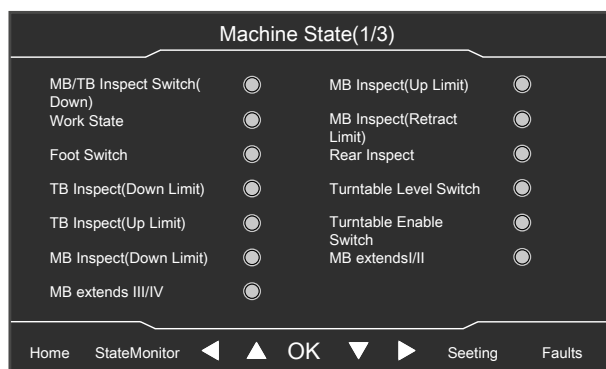 Machine State(1/3)
MB/TB Inspect Switch(
Down)
Work State
Foot Switch
TB Inspect(Down Limit)
TB Inspect(Up Limit)
MB Inspect(Down Limit)
MB extends III/IV
MB Inspect(Up Limit)
MB Inspect(Retract
Limit)
Rear Inspect
Turntable Level Switch
Turntable Enable
Switch
MB extendsI/II
Home StateMonitor OK Seeting Faults